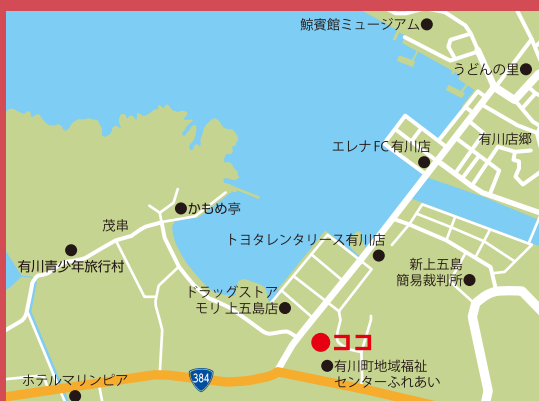 鯨賓館ミュージアム
うどんの里
有川店郷
エレナFC有川店
かもめ亭
茂串
有川青少年旅行村
トヨタレンタリース有川店
新上五島
簡易裁判所
ドラッグストア
モリ 上五島店
ココ
有川町地域福祉
センターふれあい
384
ホテルマリンピア